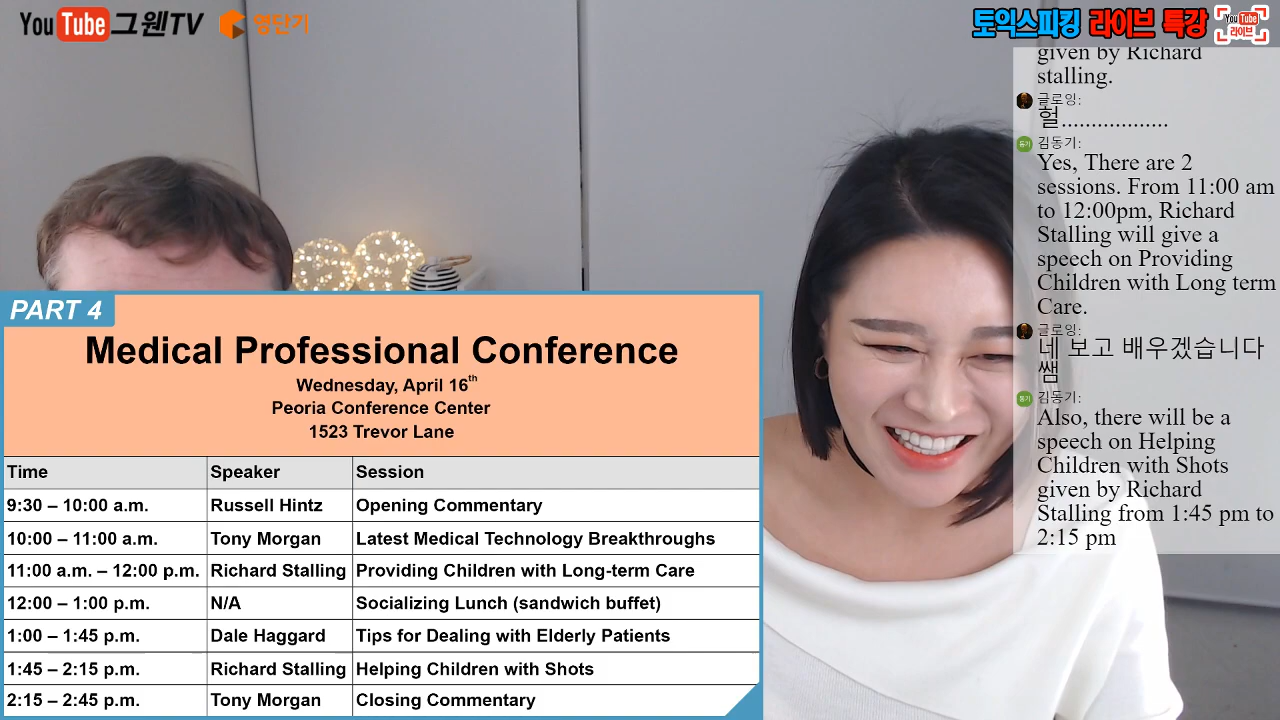 YouTube 그웬TV
영단기
토익스피킹 라이브 특강
YouTube
라이브
given by Richard
stalling.
글로잉:
헐..................
동기
김동기:
Yes, There are 2
sessions. From 11:00 am
to 12:00pm, Richard
Stalling will give a
speech on Providing
Children with Long term
Care.
글로잉:
네 보고 배우겠습니다
쌤
동기
김동기:
Also, there will be a
speech on Helping
Children with Shots
given by Richard
Stalling from 1:45 pm to
2:15 pm
PART 4
Medical Professional Conference
Wednesday, April 16th
Peoria Conference Center
1523 Trevor Lane
Time Speaker Session
9:30 – 10:00 a.m. Russell Hintz Opening Commentary
10:00 – 11:00 a.m. Tony Morgan Latest Medical Technology Breakthroughs
11:00 a.m. – 12:00 p.m. Richard Stalling Providing Children with Long-term Care
12:00 – 1:00 p.m. N/A Socializing Lunch (sandwich buffet)
1:00 – 1:45 p.m. Dale Haggard Tips for Dealing with Elderly Patients
1:45 – 2:15 p.m. Richard Stalling Helping Children with Shots
2:15 – 2:45 p.m. Tony Morgan Closing Commentary